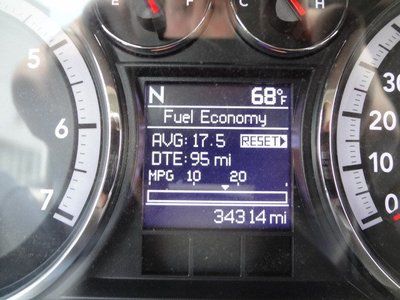 E F C H
N 68°F
Fuel Economy
AVG: 17.5 RESET
DTE: 95 mi
MPG 10 20
34314 mi
7
6
5
30
20
10
0